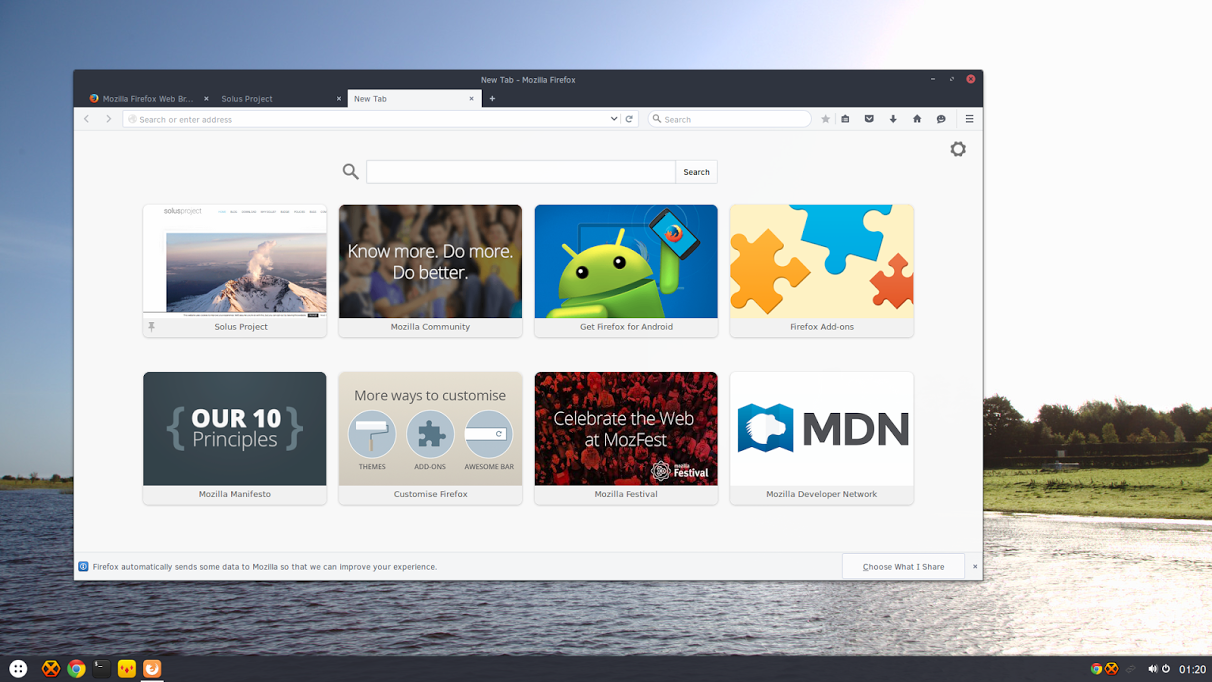 New Tab - Mozilla Firefox
Mozilla Firefox Web Br...
Solus Project
New Tab
Search or enter address
Search
Search
solusproject
Solus Project
Know more. Do more.
Do better.
Mozilla Community
Get Firefox for Android
Firefox Add-ons
{ OUR 10
Principles }
Mozilla Manifesto
More ways to customise
THEMES
ADD-ONS
AWESOME BAR
Customise Firefox
Celebrate the Web
at MozFest
mozilla
Festival
Mozilla Festival
MDN
Mozilla Developer Network
Firefox automatically sends some data to Mozilla so that we can improve your experience.
Choose What I Share
01:20